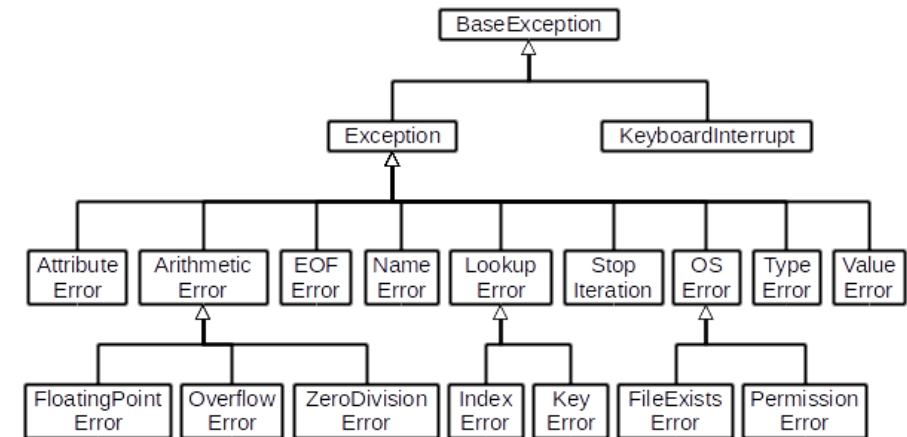 BaseException
Exception
KeyboardInterrupt
Attribute
Error
Arithmetic
Error
EOF
Error
Name
Error
Lookup
Error
Stop
Iteration
OS
Error
Type
Error
Value
Error
FloatingPoint
Error
Overflow
Error
ZeroDivision
Error
Index
Error
Key
Error
FileExists
Error
Permission
Error